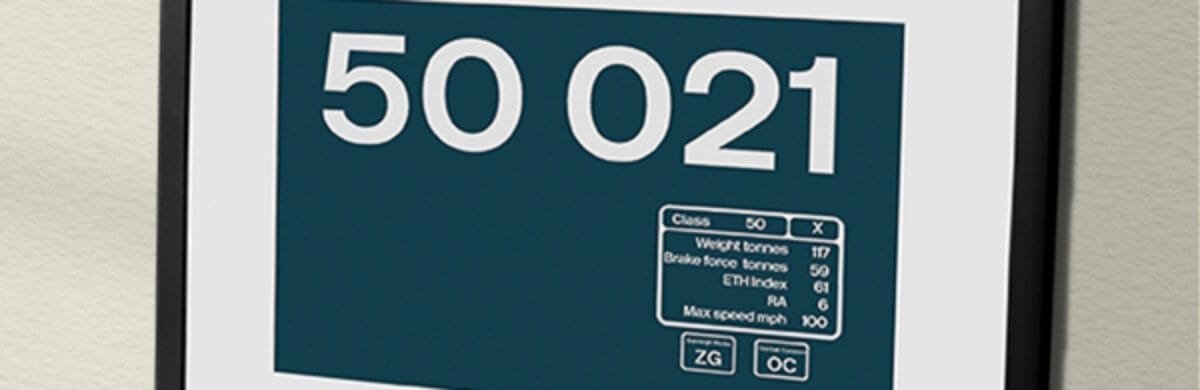 50 021
Class 50 X
Weight tonnes 117
Brake force tonnes 59
ETH Index 61
RA 6
Max speed mph 100
ZG OC